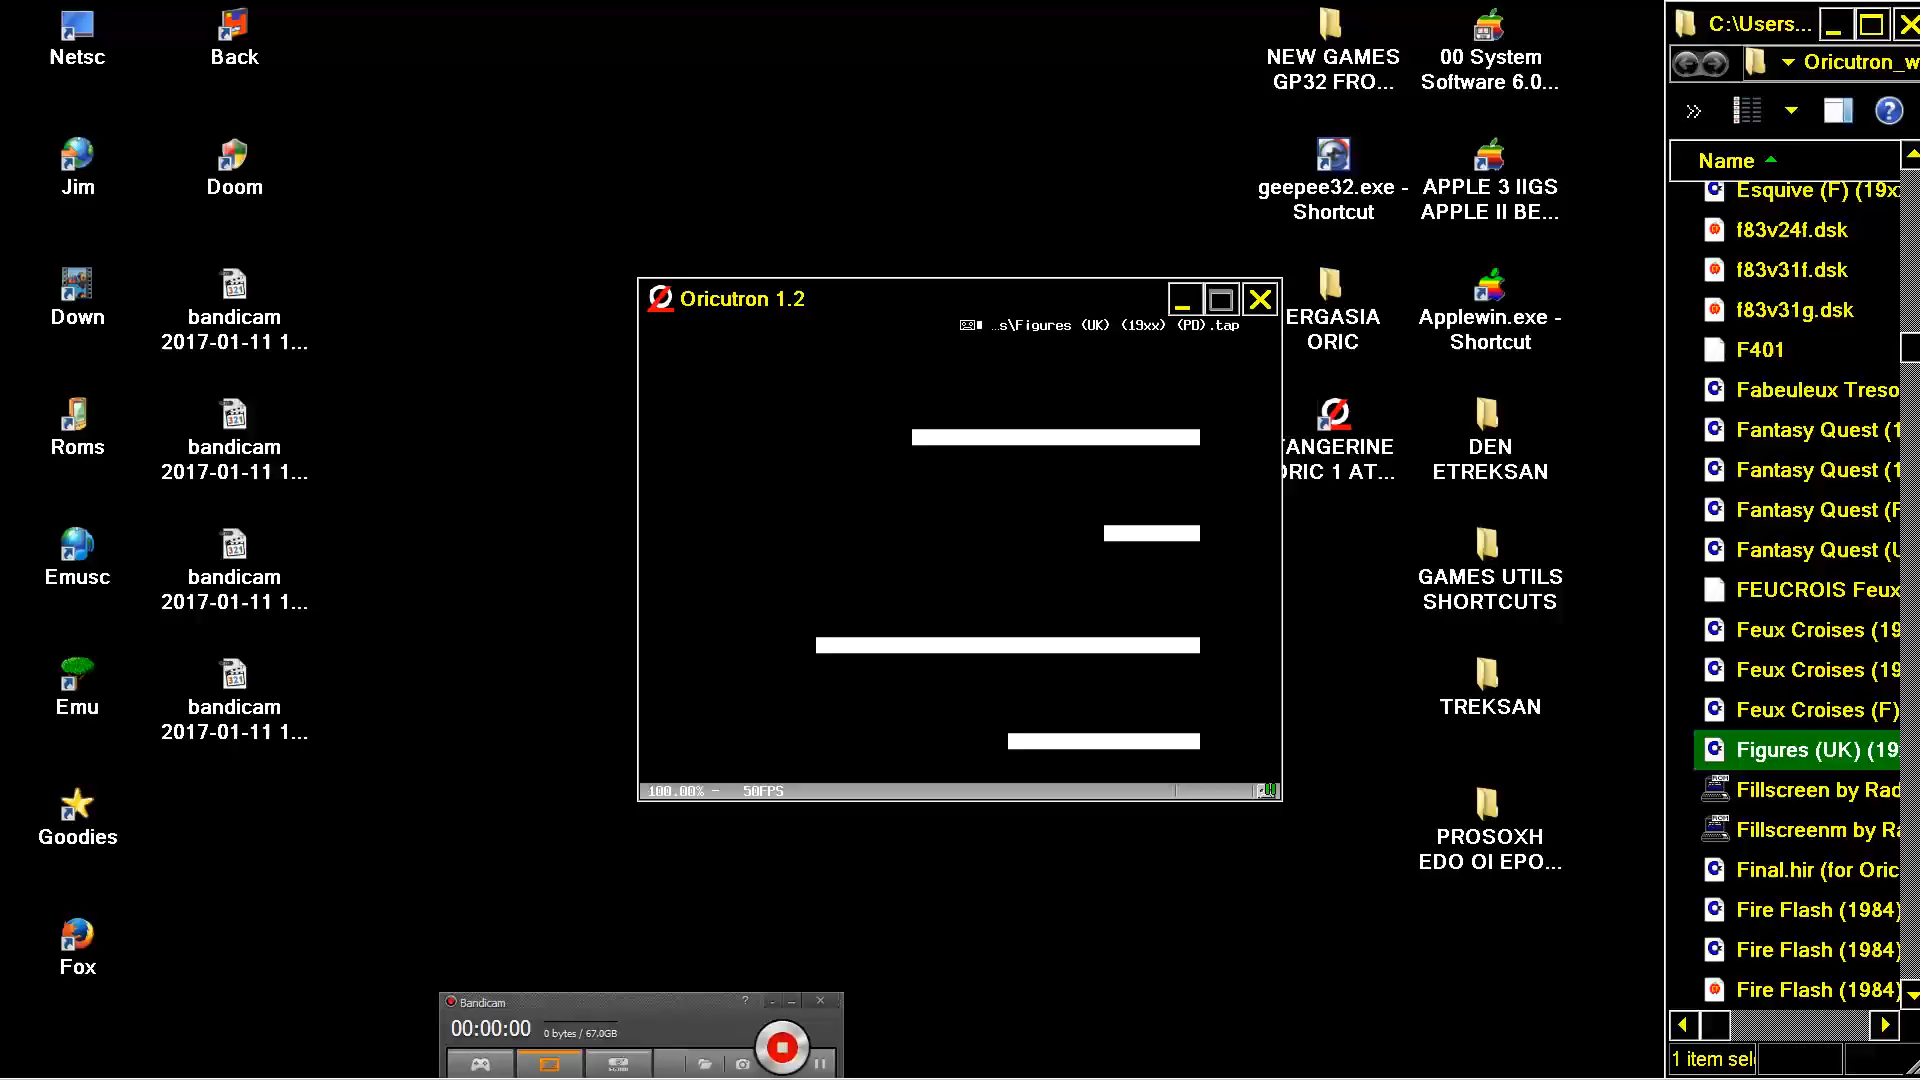 Netsc
Back
Jim
Doom
Down
bandicam
2017-01-11 1...
Roms
bandicam
2017-01-11 1...
Emusc
bandicam
2017-01-11 1...
Emu
bandicam
2017-01-11 1...
Goodies
Fox
Oricutron 1.2
...s\Figures (UK) (19xx) (PD).tap
100.00% - 50FPS
Bandicam
00:00:00
0 bytes / 67.0GB
NEW GAMES
GP32 FRO...
00 System
Software 6.0...
geepee32.exe -
Shortcut
APPLE 3 IIGS
APPLE II BE...
ERGASIA
ORIC
Applewin.exe -
Shortcut
TANGERINE
ORIC 1 AT...
DEN
ETREKSAN
GAMES UTILS
SHORTCUTS
TREKSAN
PROSOXH
EDO OI EPO...
C:\Users...
Oricutron_w
Name
Esquive (F) (19x
f83v24f.dsk
f83v31f.dsk
f83v31g.dsk
F401
Fabeuleux Treso
Fantasy Quest (1
Fantasy Quest (1
Fantasy Quest (F
Fantasy Quest (U
FEUCROIS Feux
Feux Croises (19
Feux Croises (19
Feux Croises (F)
Figures (UK) (19
Fillscreen by Rad
Fillscreenm by Ra
Final.hir (for Oric
Fire Flash (1984)
Fire Flash (1984)
Fire Flash (1984)
1 item sel